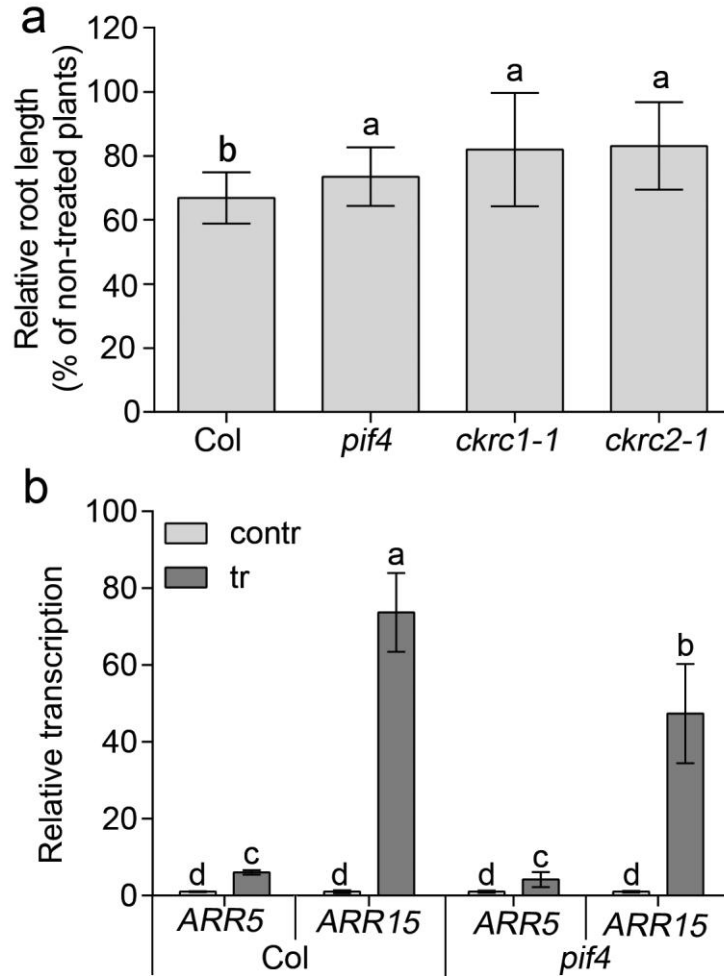 a
Relative root length
(% of non-treated plants)
120
100
80
60
40
20
0
b
a
a
a
Col
pif4
ckrc1-1
ckrc2-1
b
Relative transcription
100
80
60
40
20
0
contr
tr
d
c
d
a
d
c
d
b
ARR5
ARR15
ARR5
ARR15
Col
pif4